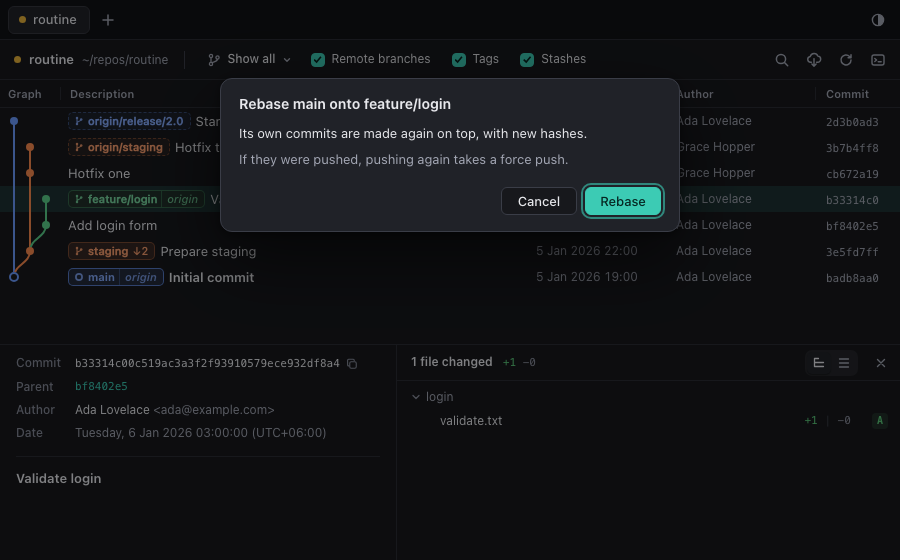 routine
routine ~/repos/routine Show all Remote branches Tags Stashes
Graph Description Author Commit
origin/release/2.0 Ada Lovelace 2d3b0ad3
origin/staging Hotfix Grace Hopper 3b7b4ff8
Hotfix one Grace Hopper cb672a19
feature/login origin Ada Lovelace b33314c0
Add login form Ada Lovelace bf8402e5
staging ↓2 Prepare staging 5 Jan 2026 22:00 Ada Lovelace 3e5fd7ff
main origin Initial commit 5 Jan 2026 19:00 Ada Lovelace badb8aa0
Rebase main onto feature/login
Its own commits are made again on top, with new hashes.
If they were pushed, pushing again takes a force push.
Cancel Rebase
Commit b33314c00c519ac3a3f2f93910579ece932df8a4
Parent bf8402e5
Author Ada Lovelace <ada@example.com>
Date Tuesday, 6 Jan 2026 03:00:00 (UTC+06:00)
Validate login
1 file changed +1 −0
login
validate.txt +1 −0 A